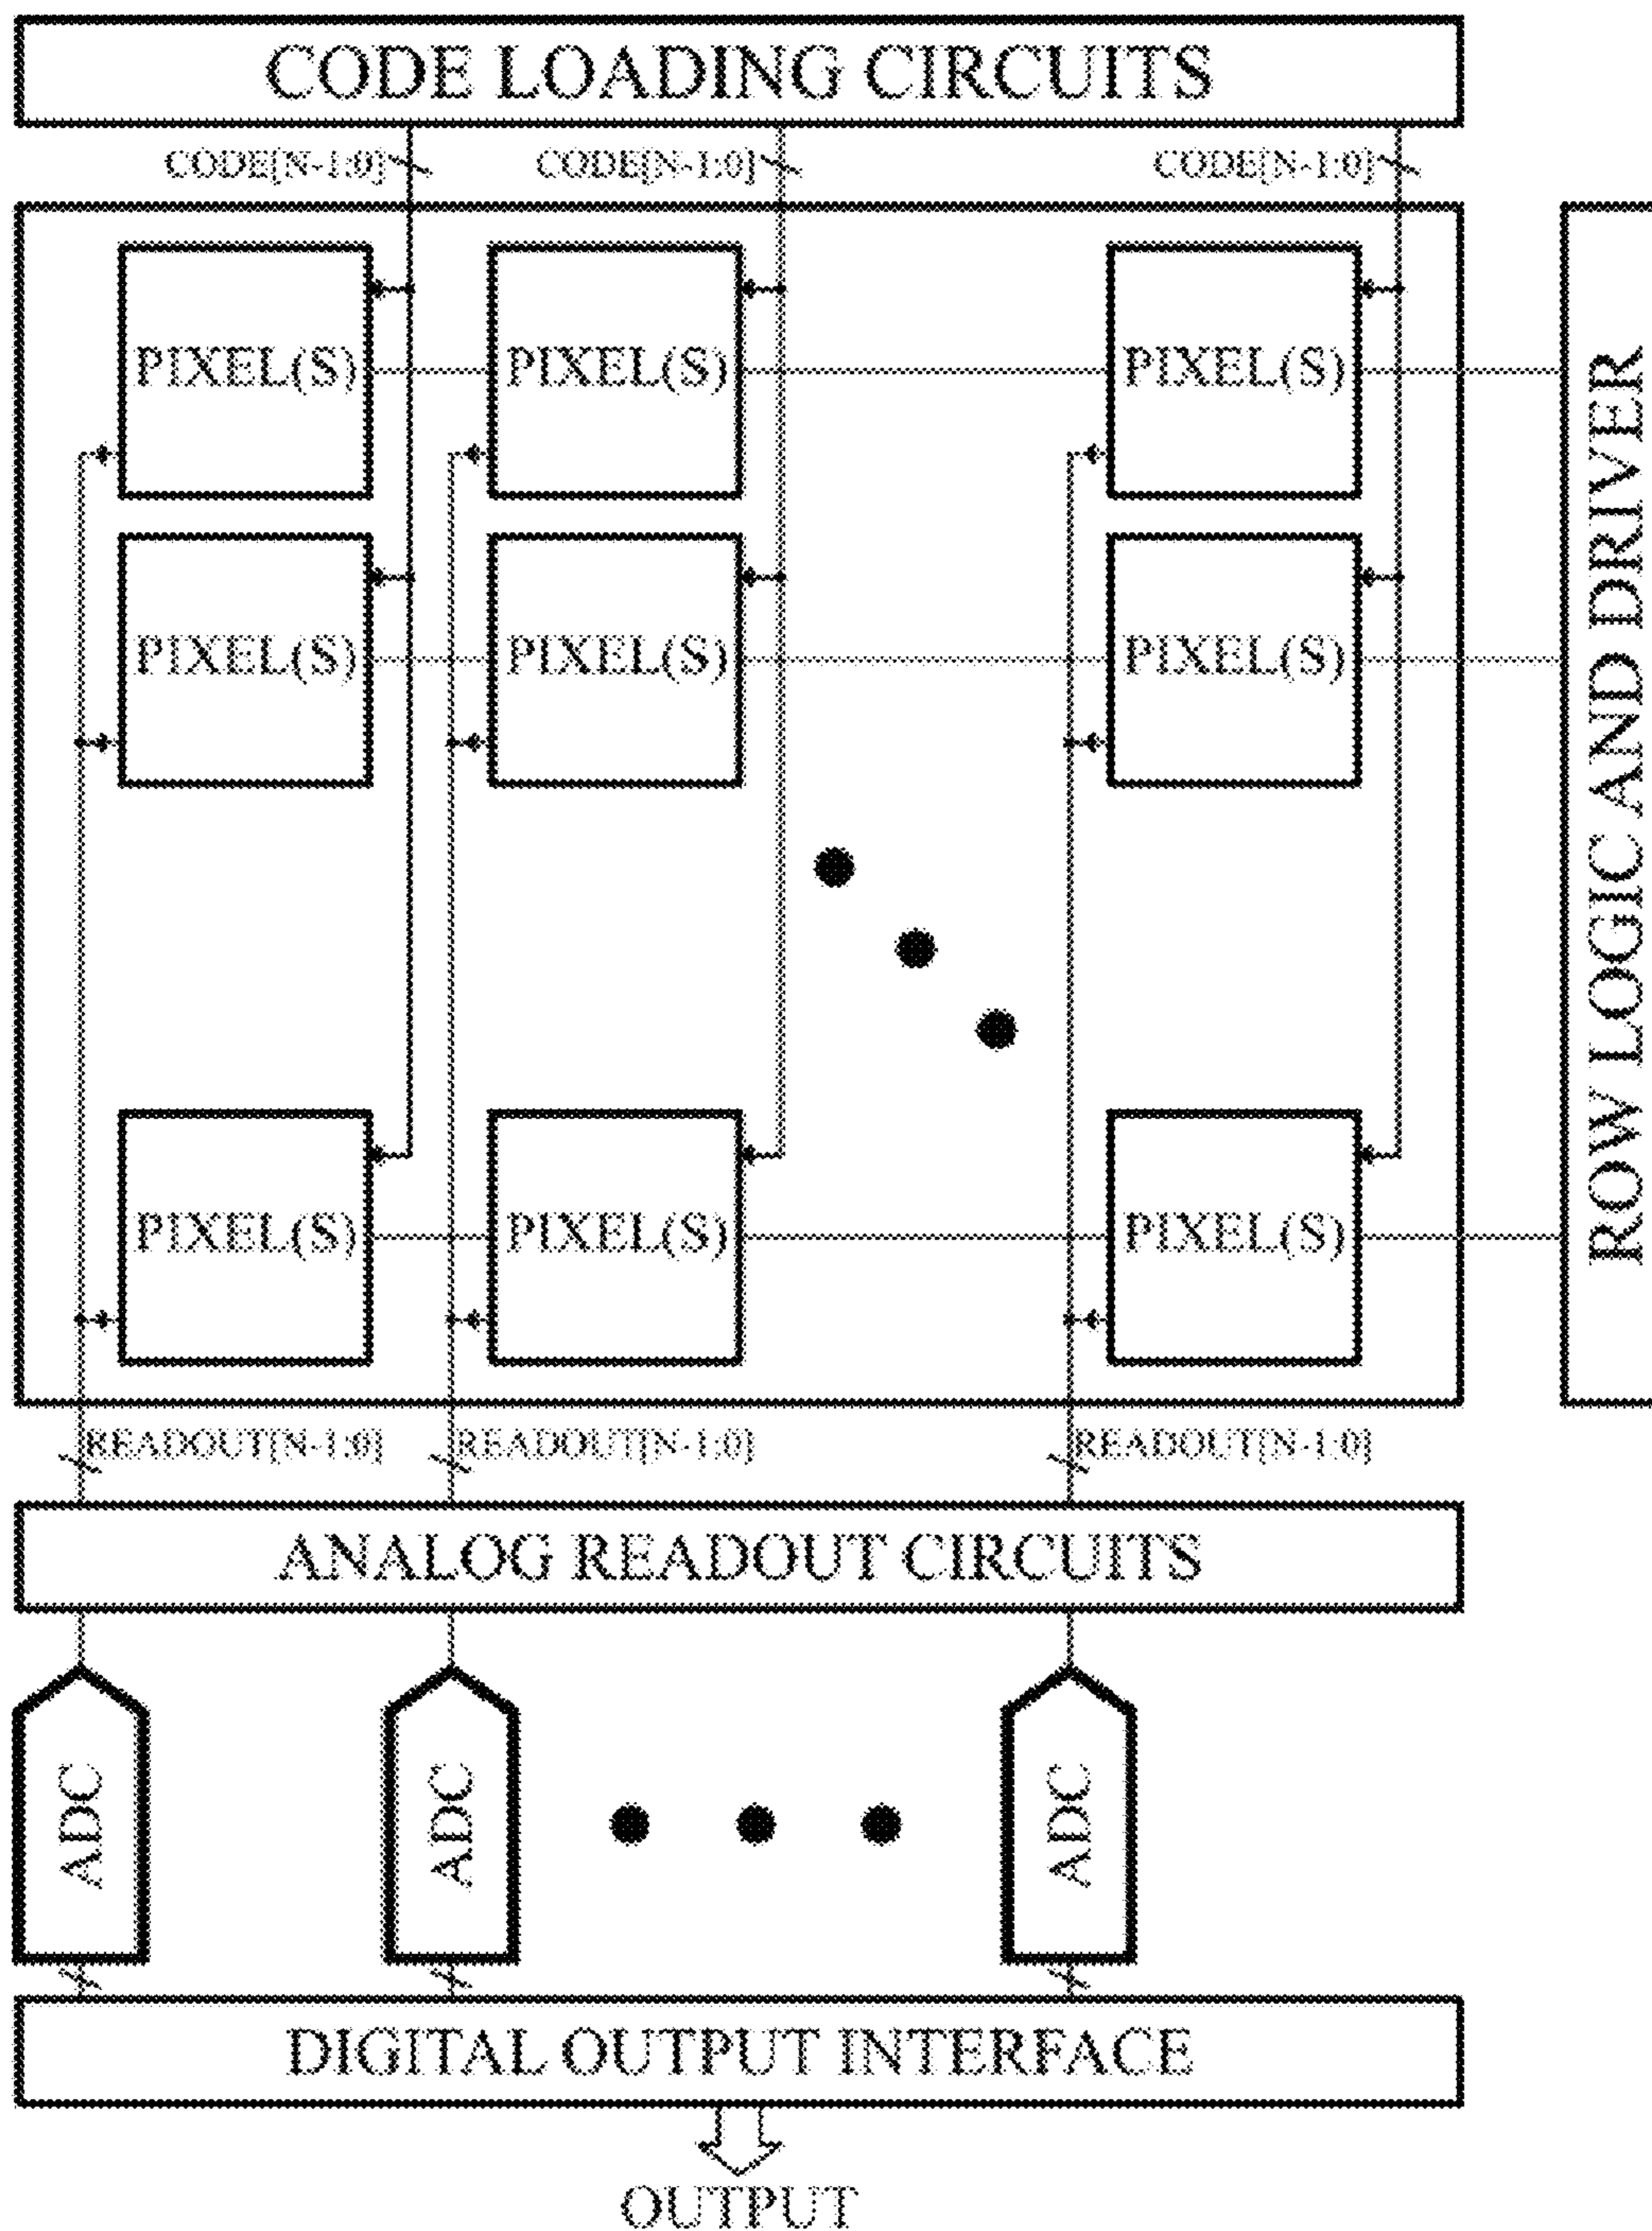 CODE LOADING CIRCUITS
CODE[N-1:0] CODE[N-1:0] CODE[N-1:0]
PIXEL(S) PIXEL(S) PIXEL(S)
PIXEL(S) PIXEL(S) PIXEL(S)
PIXEL(S) PIXEL(S) PIXEL(S)
ROW LOGIC AND DRIVER
READOUT[N-1:0] READOUT[N-1:0] READOUT[N-1:0]
ANALOG READOUT CIRCUITS
ADC ADC ADC
DIGITAL OUTPUT INTERFACE
OUTPUT